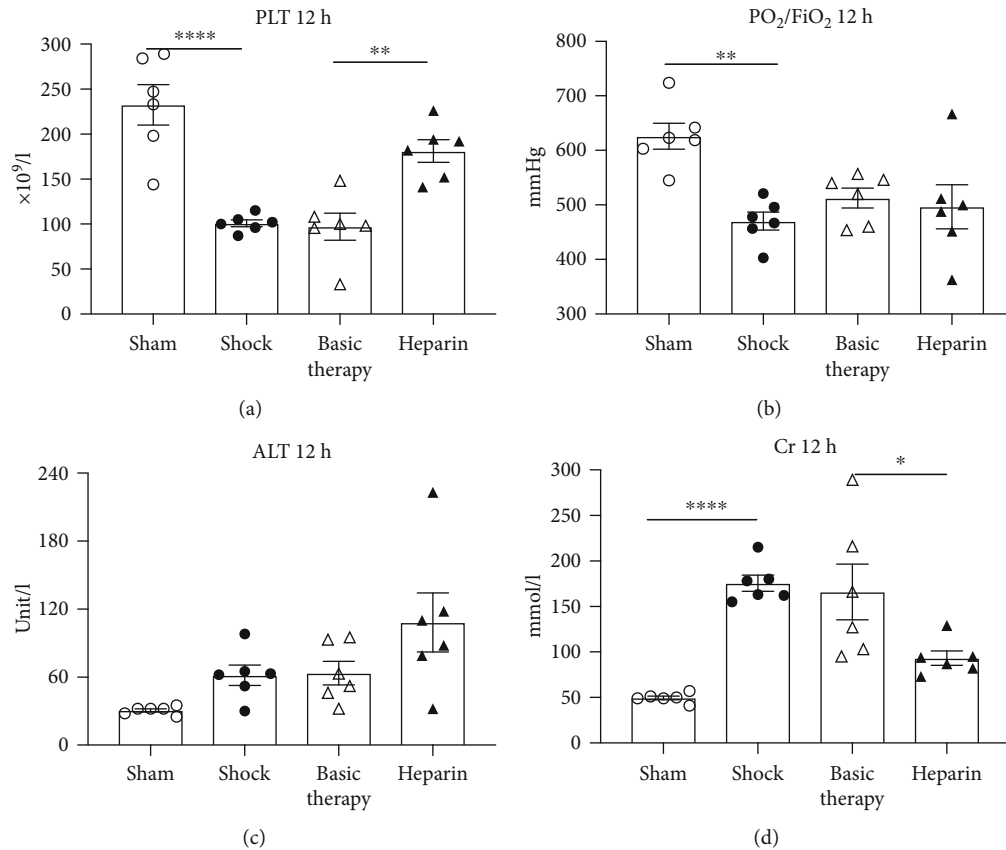 PLT 12 h
****
**
×10⁹/l
300
250
200
150
100
50
0
Sham
Shock
Basic
therapy
Heparin
(a)
PO₂/FiO₂ 12 h
**
mmHg
800
700
600
500
400
300
Sham
Shock
Basic
therapy
Heparin
(b)
ALT 12 h
Unit/l
240
180
120
60
0
Sham
Shock
Basic
therapy
Heparin
(c)
Cr 12 h
****
*
mmol/l
300
250
200
150
100
50
0
Sham
Shock
Basic
therapy
Heparin
(d)